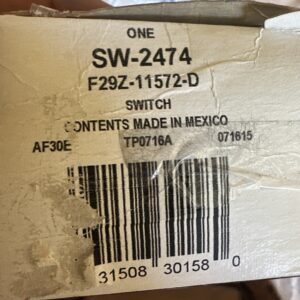 ONE
SW-2474
F29Z-11572-D
SWITCH
CONTENTS MADE IN MEXICO
AF30E TP0716A 071615
31508 30158 0